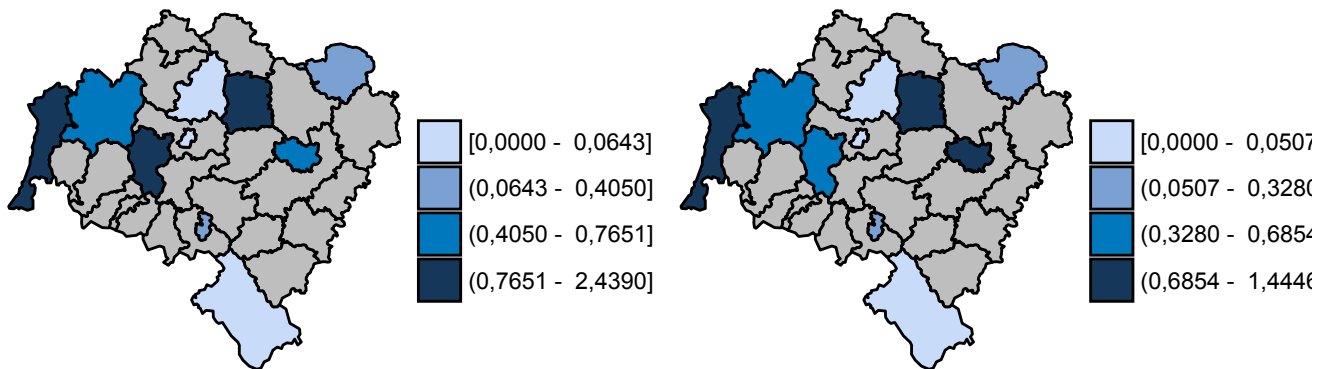 [0,0000 - 0,0643]
(0,0643 - 0,4050]
(0,4050 - 0,7651]
(0,7651 - 2,4390]
[0,0000 - 0,0507
(0,0507 - 0,3280
(0,3280 - 0,6854
(0,6854 - 1,4446